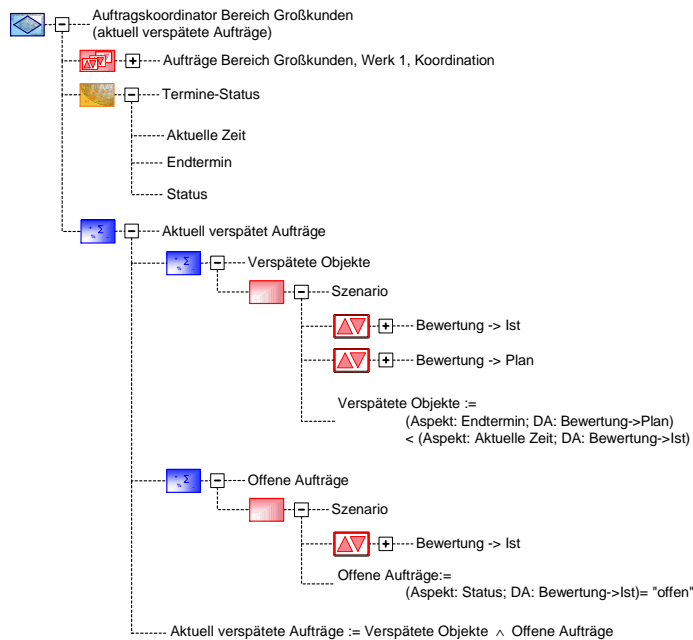 Auftragskoordinator Bereich Großkunden
(aktuell verspätete Aufträge)
Aufträge Bereich Großkunden, Werk 1, Koordination
Termine-Status
Aktuelle Zeit
Endtermin
Status
Aktuell verspätet Aufträge
Verspätete Objekte
Szenario
Bewertung -> Ist
Bewertung -> Plan
Verspätete Objekte :=
(Aspekt: Endtermin; DA: Bewertung->Plan)
< (Aspekt: Aktuelle Zeit; DA: Bewertung->Ist)
Offene Aufträge
Szenario
Bewertung -> Ist
Offene Aufträge:=
(Aspekt: Status; DA: Bewertung->Ist)= "offen"
Aktuell verspätete Aufträge := Verspätete Objekte ∧ Offene Aufträge